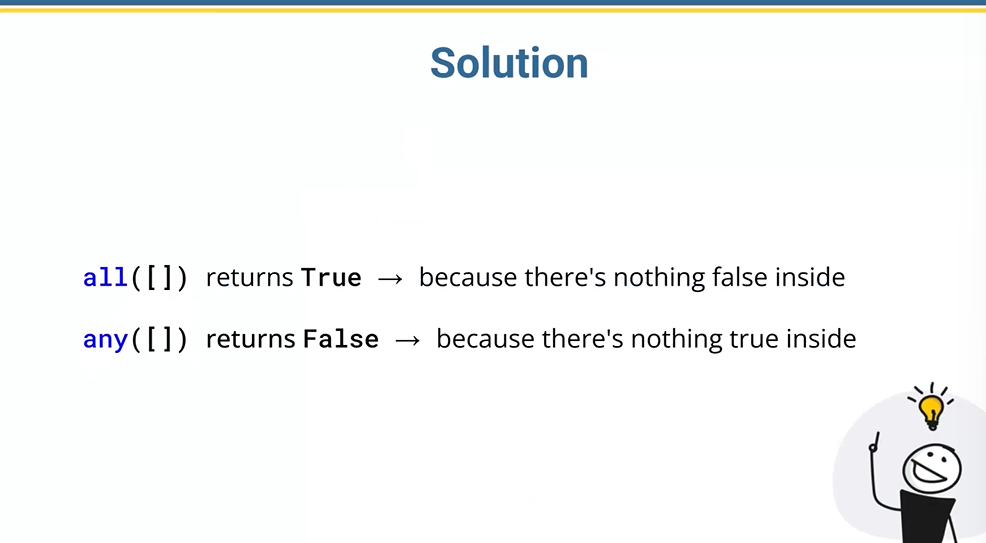 Solution
all([]) returns True → because there's nothing false inside
any([]) returns False → because there's nothing true inside